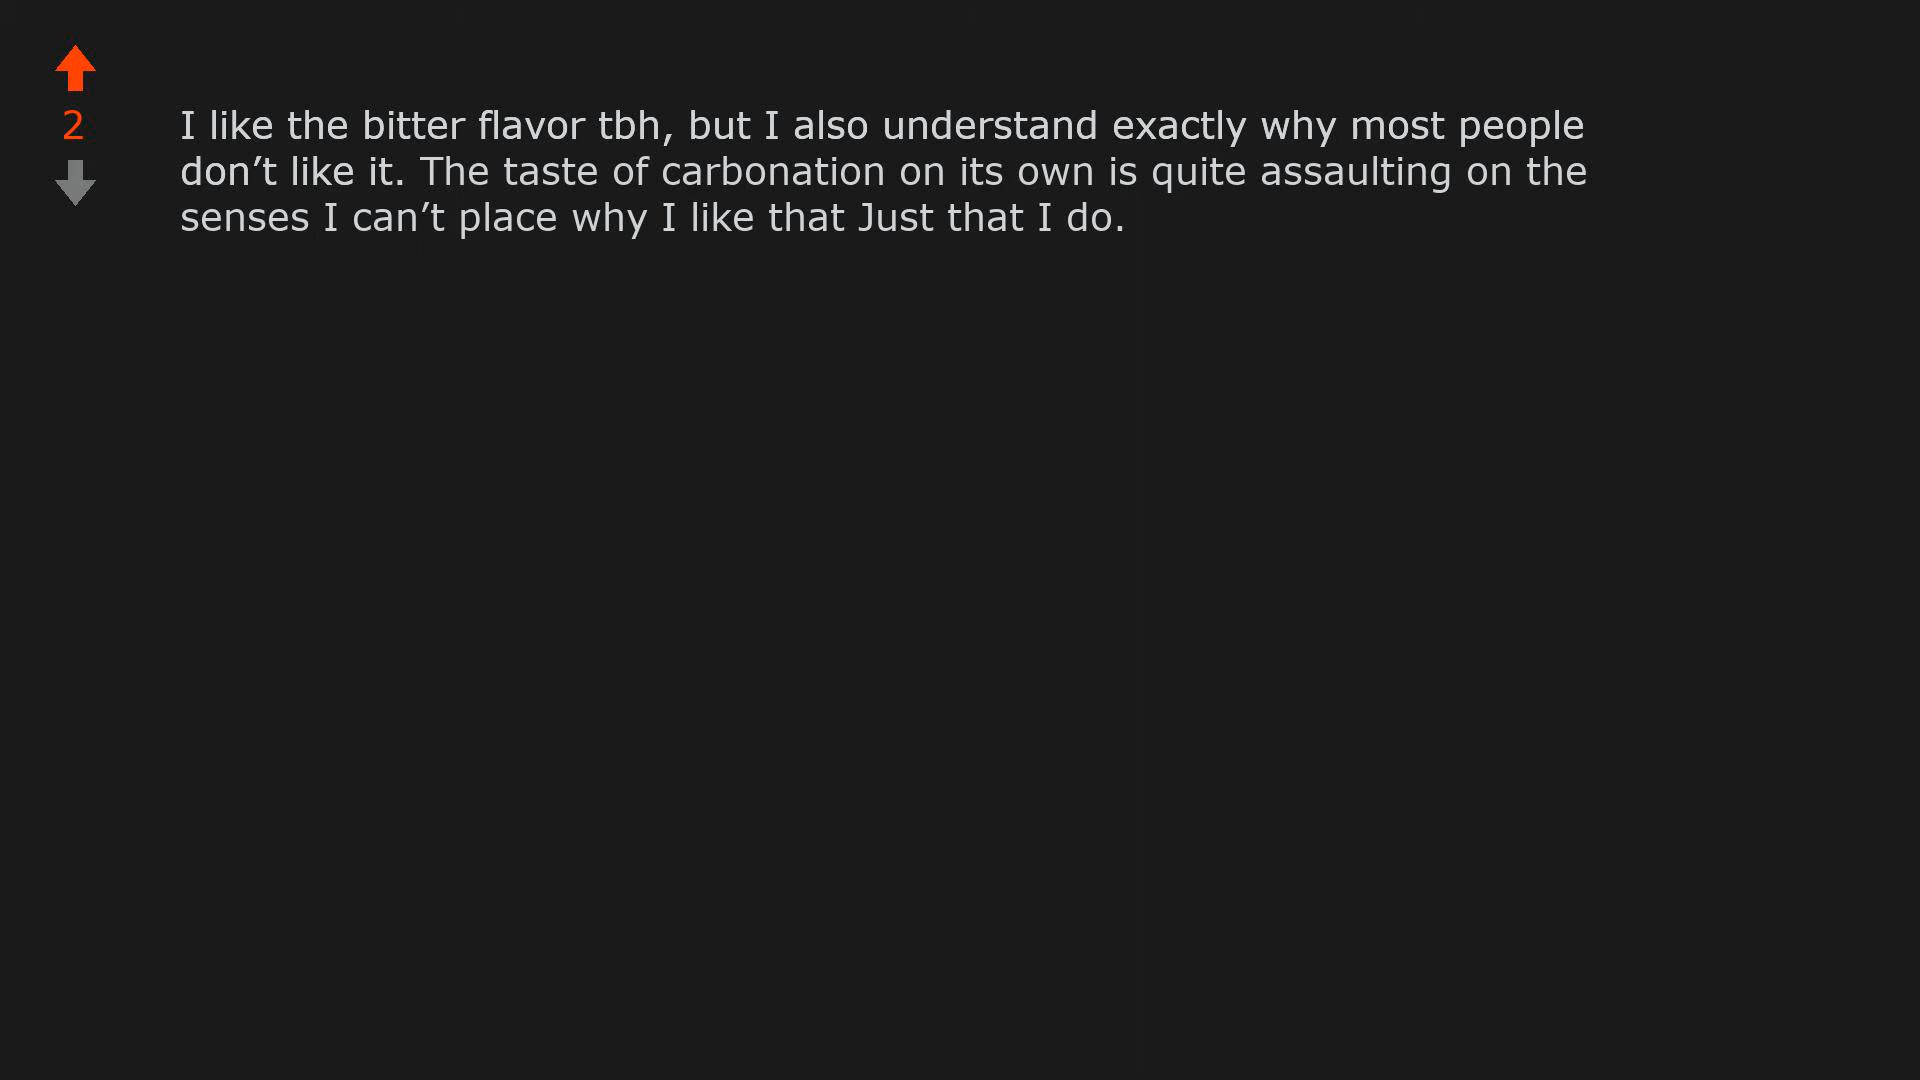 2
I like the bitter flavor tbh, but I also understand exactly why most people
don’t like it. The taste of carbonation on its own is quite assaulting on the
senses I can’t place why I like that Just that I do.